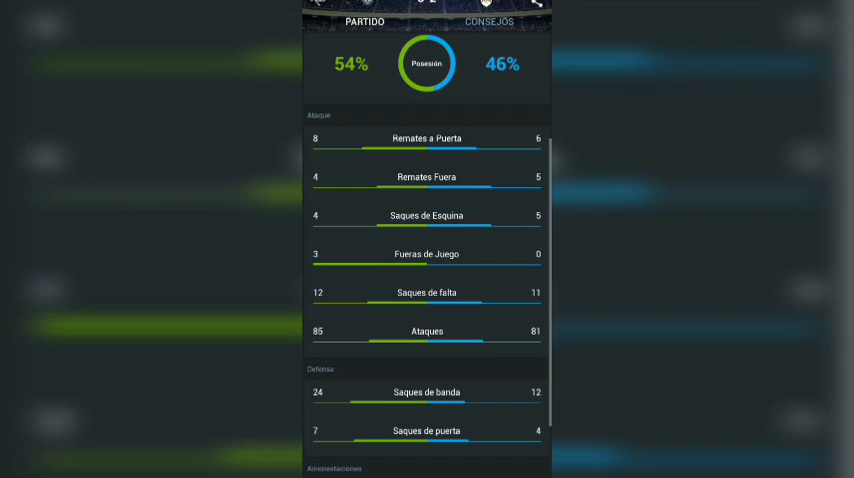 PARTIDO CONSEJOS
54% Posesión 46%
Ataque
8 Remates a Puerta 6
4 Remates Fuera 5
4 Saques de Esquina 5
3 Fueras de Juego 0
12 Saques de falta 11
85 Ataques 81
Defensa
24 Saques de banda 12
7 Saques de puerta 4
Amonestaciones